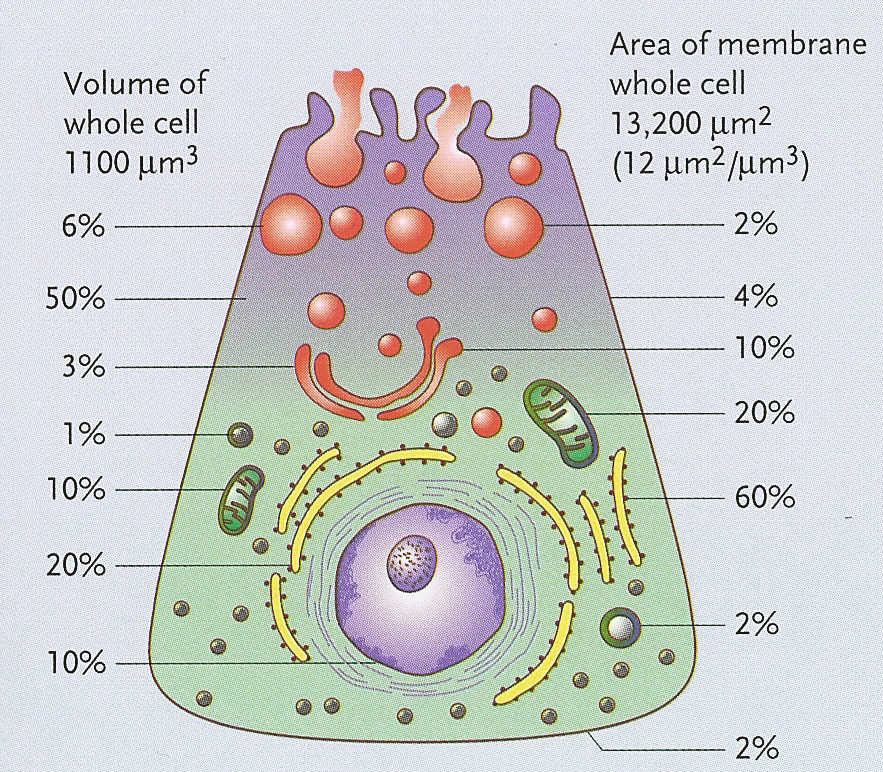 Volume of
whole cell
1100 μm³
6%
50%
3%
1%
10%
20%
10%
Area of membrane
whole cell
13,200 μm²
(12 μm²/μm³)
2%
4%
10%
20%
60%
2%
2%